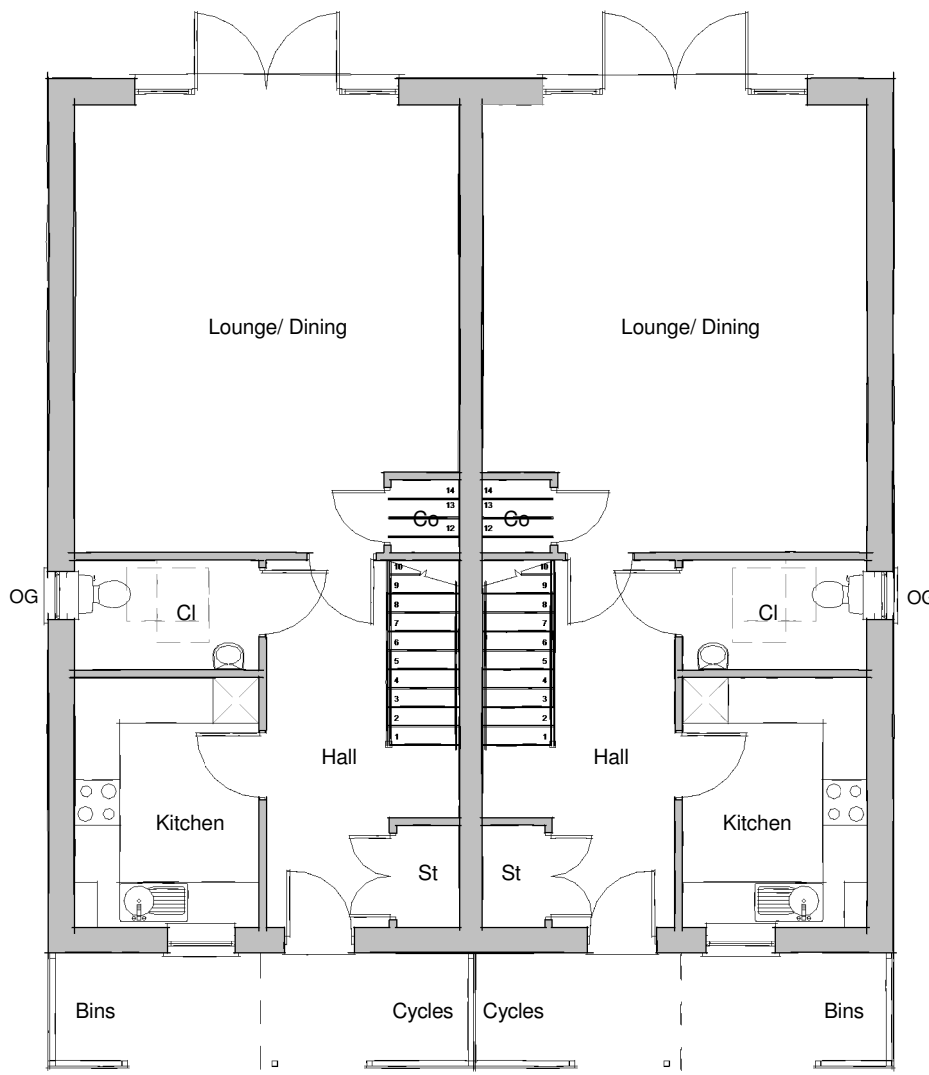 Lounge/ Dining
Lounge/ Dining
14
13
12
Co
14
13
12
Co
10
9
8
7
6
5
4
3
2
1
10
9
8
7
6
5
4
3
2
1
OG
Cl
Cl
OG
Hall
Hall
Kitchen
Kitchen
St
St
Bins
Cycles
Cycles
Bins